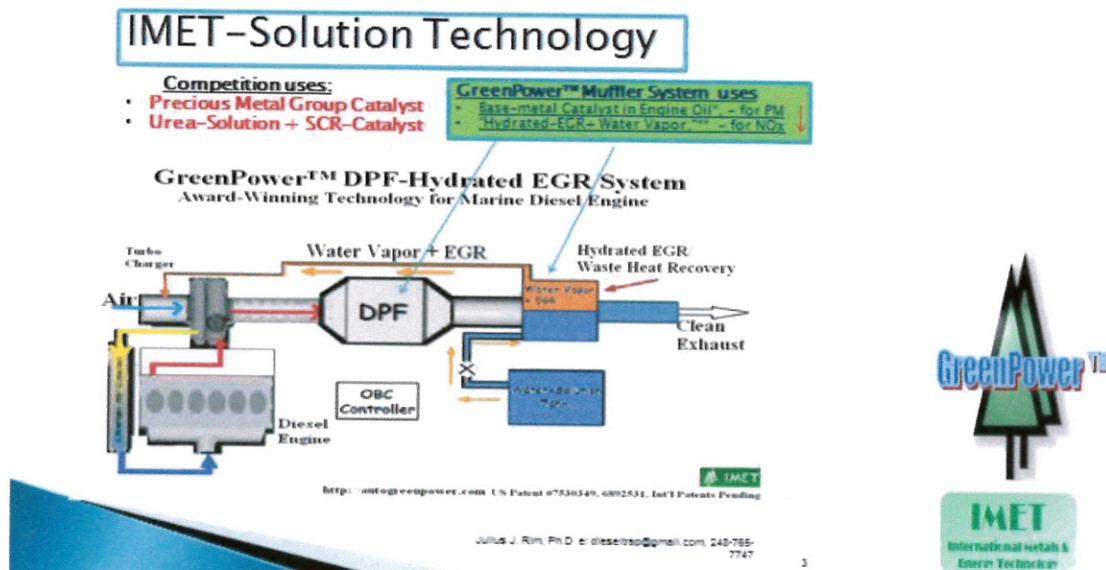 IMET-Solution Technology
Competition uses:
• Precious Metal Group Catalyst
• Urea-Solution + SCR-Catalyst
GreenPower™ Muffler System uses
• Base-metal Catalyst in Engine Oil", - for PM
• "Hydrated-EGR+ Water Vapor,"** - for NOx
GreenPower™ DPF-Hydrated EGR System
Award-Winning Technology for Marine Diesel Engine
Turbo
Charger
Water Vapor + EGR
Hydrated EGR/
Waste Heat Recovery
Air
DPF
Water Vapor
+ EGR
Clean
Exhaust
OBC
Controller
Tank
Diesel
Engine
GreenPower™
IMET
http://autogreenpower.com US Patent #7530349, 6892531, Int'l Patents Pending
Julius J. Rim, Ph.D e: dieseltrap@gmail.com, 248-765-
7747
3
IMET
International Metals &
Energy Technology